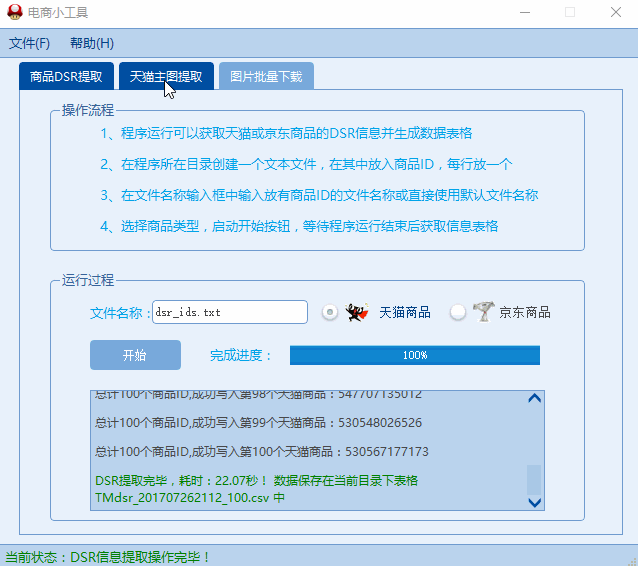 电商小工具
文件(F) 帮助(H)
商品DSR提取 天猫主图提取 图片批量下载
操作流程
1、程序运行可以获取天猫或京东商品的DSR信息并生成数据表格
2、在程序所在目录创建一个文本文件，在其中放入商品ID，每行放一个
3、在文件名称输入框中输入放有商品ID的文件名称或直接使用默认文件名称
4、选择商品类型，启动开始按钮，等待程序运行结束后获取信息表格
运行过程
文件名称： dsr_ids.txt 天猫商品 京东商品
开始 完成进度： 100%
总计100个商品ID,成功写入第98个天猫商品：547707135012
总计100个商品ID,成功写入第99个天猫商品：530548026526
总计100个商品ID,成功写入第100个天猫商品：530567177173
DSR提取完毕，耗时：22.07秒！ 数据保存在当前目录下表格
TMdsr_201707262112_100.csv 中
当前状态：DSR信息提取操作完毕！